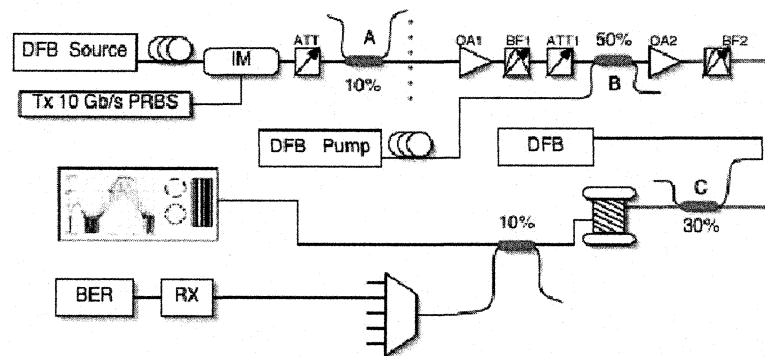 DFB Source
IM
ATT
A
10%
OA1
BF1
ATT1
50%
B
OA2
BF2
Tx 10 Gb/s PRBS
DFB Pump
DFB
C
30%
10%
BER
RX